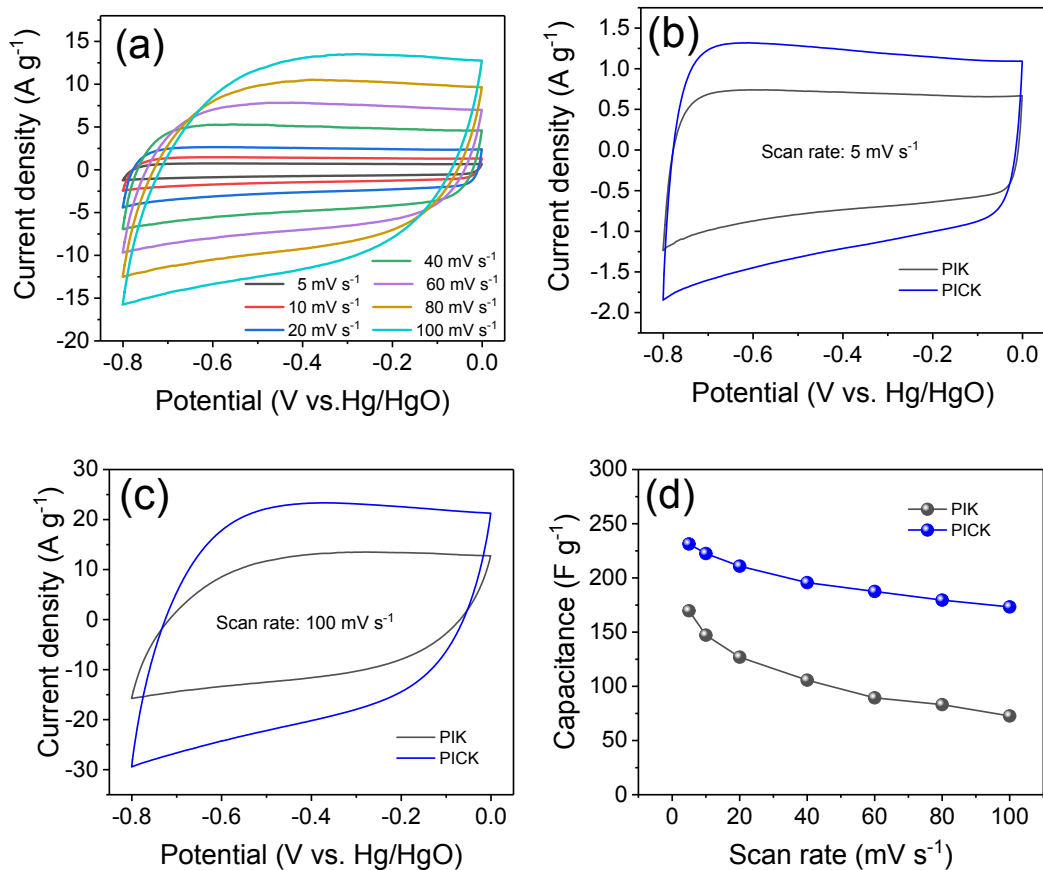 (a)
Current density (A g⁻¹)
15
10
5
0
-5
-10
-15
-20
5 mV s⁻¹
10 mV s⁻¹
20 mV s⁻¹
40 mV s⁻¹
60 mV s⁻¹
80 mV s⁻¹
100 mV s⁻¹
-0.8 -0.6 -0.4 -0.2 0.0
Potential (V vs.Hg/HgO)
(b)
Current density (A g⁻¹)
1.5
1.0
0.5
0.0
-0.5
-1.0
-1.5
-2.0
Scan rate: 5 mV s⁻¹
PIK
PICK
-0.8 -0.6 -0.4 -0.2 0.0
Potential (V vs. Hg/HgO)
(c)
Current density (A g⁻¹)
30
20
10
0
-10
-20
-30
Scan rate: 100 mV s⁻¹
PIK
PICK
-0.8 -0.6 -0.4 -0.2 0.0
Potential (V vs. Hg/HgO)
(d)
Capacitance (F g⁻¹)
300
250
200
150
100
50
0
PIK
PICK
0 20 40 60 80 100
Scan rate (mV s⁻¹)